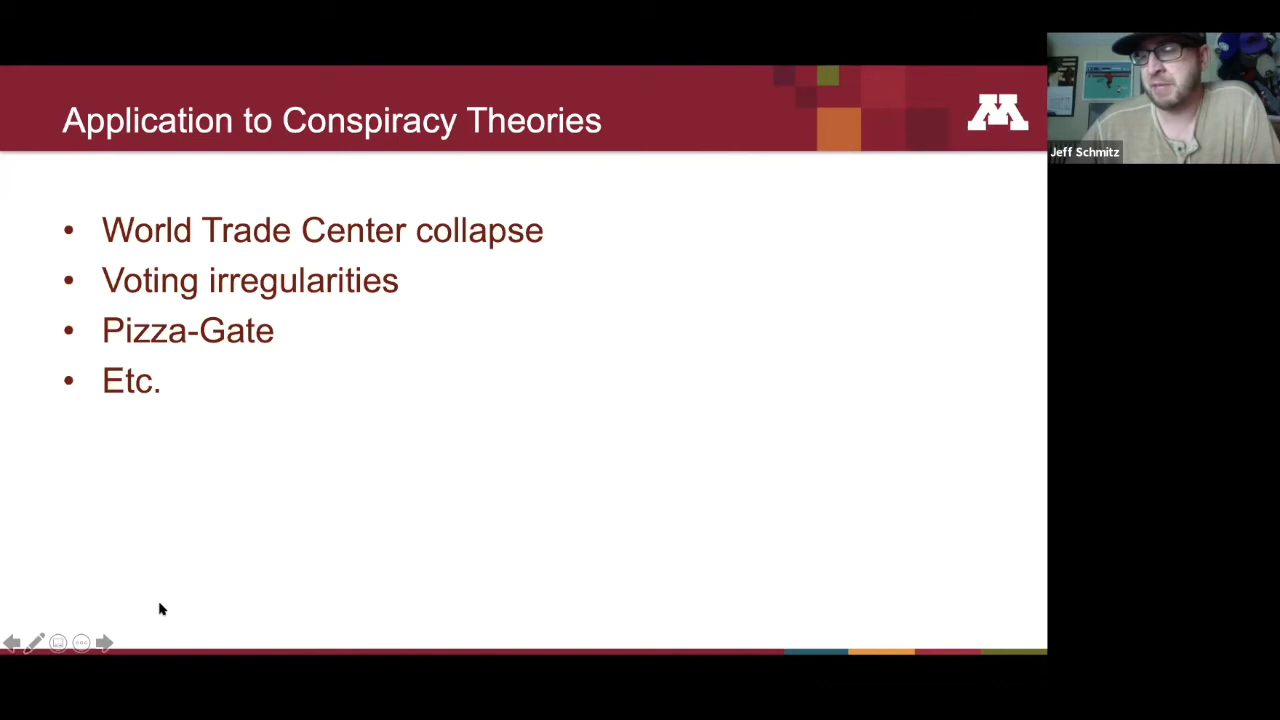 Application to Conspiracy Theories
M
Jeff Schmitz
• World Trade Center collapse
• Voting irregularities
• Pizza-Gate
• Etc.